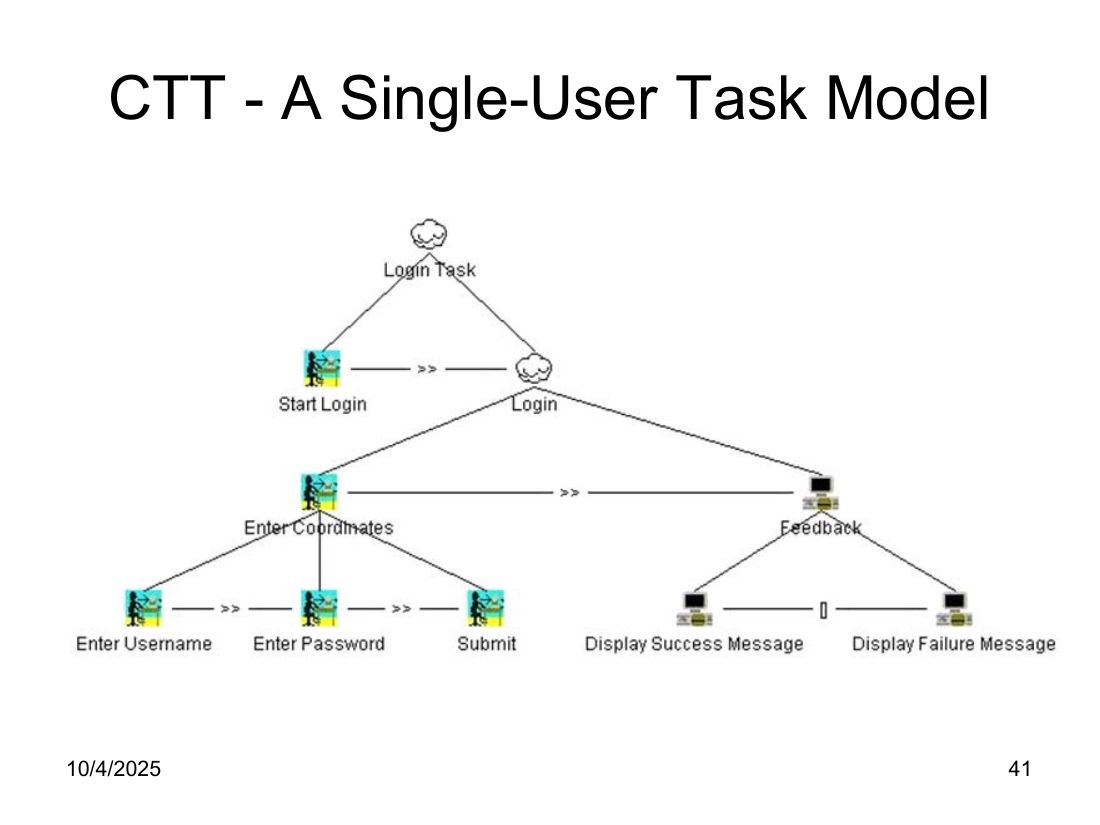 CTT - A Single-User Task Model
Login Task
>>
Start Login
Login
>>
Enter Coordinates
Feedback
>>
>>
[]
Enter Username
Enter Password
Submit
Display Success Message
Display Failure Message
10/4/2025
41